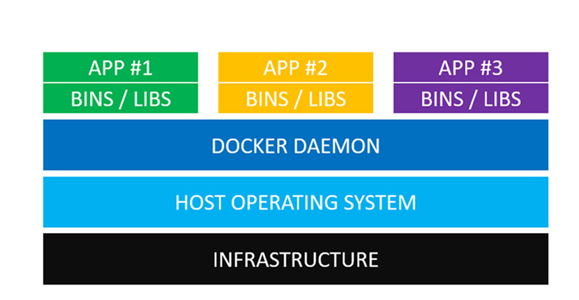 APP #1
APP #2
APP #3
BINS / LIBS
BINS / LIBS
BINS / LIBS
DOCKER DAEMON
HOST OPERATING SYSTEM
INFRASTRUCTURE